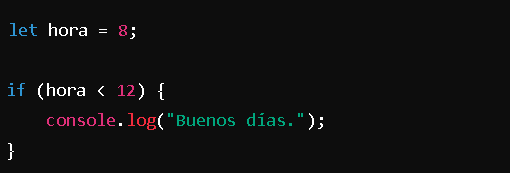 let hora = 8;
if (hora < 12) {
console.log("Buenos días.");
}